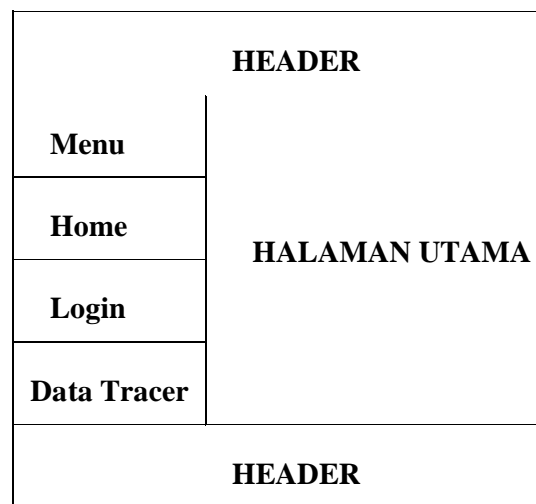 HEADER
Menu
Home
HALAMAN UTAMA
Login
Data Tracer
HEADER